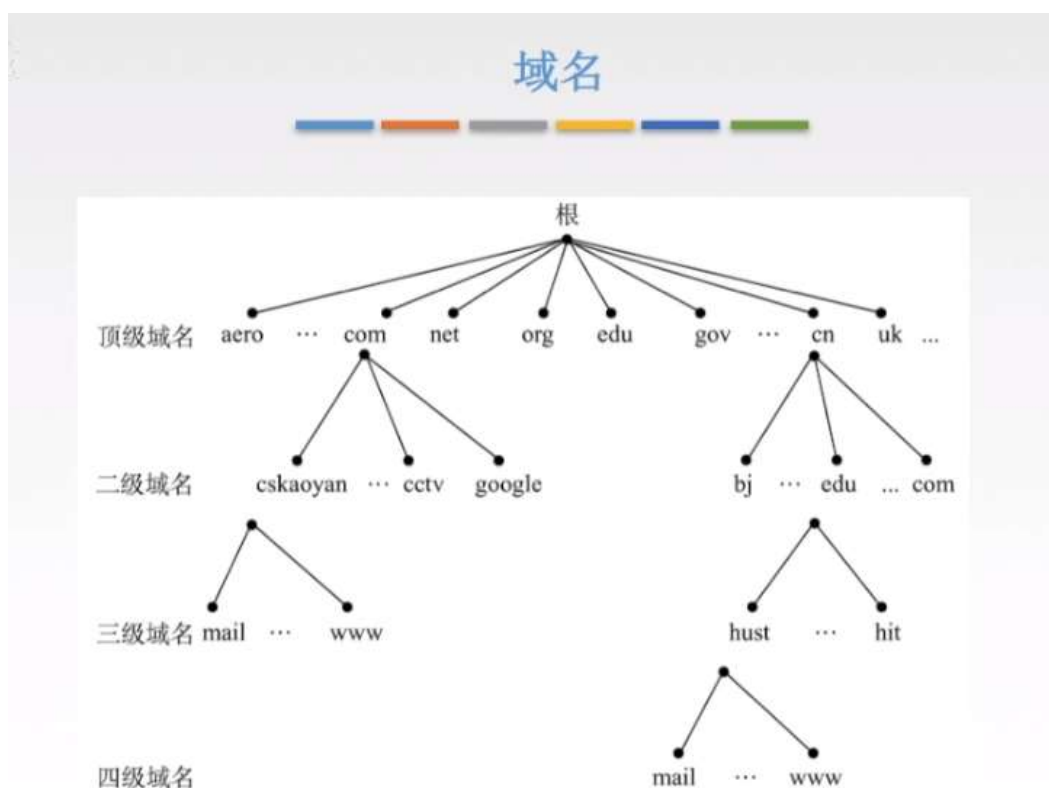 域名
根
顶级域名 aero ... com net org edu gov ... cn uk ...
二级域名 cskaoyan ... cctv google bj ... edu ... com
三级域名 mail ... www hust ... hit
四级域名 mail ... www